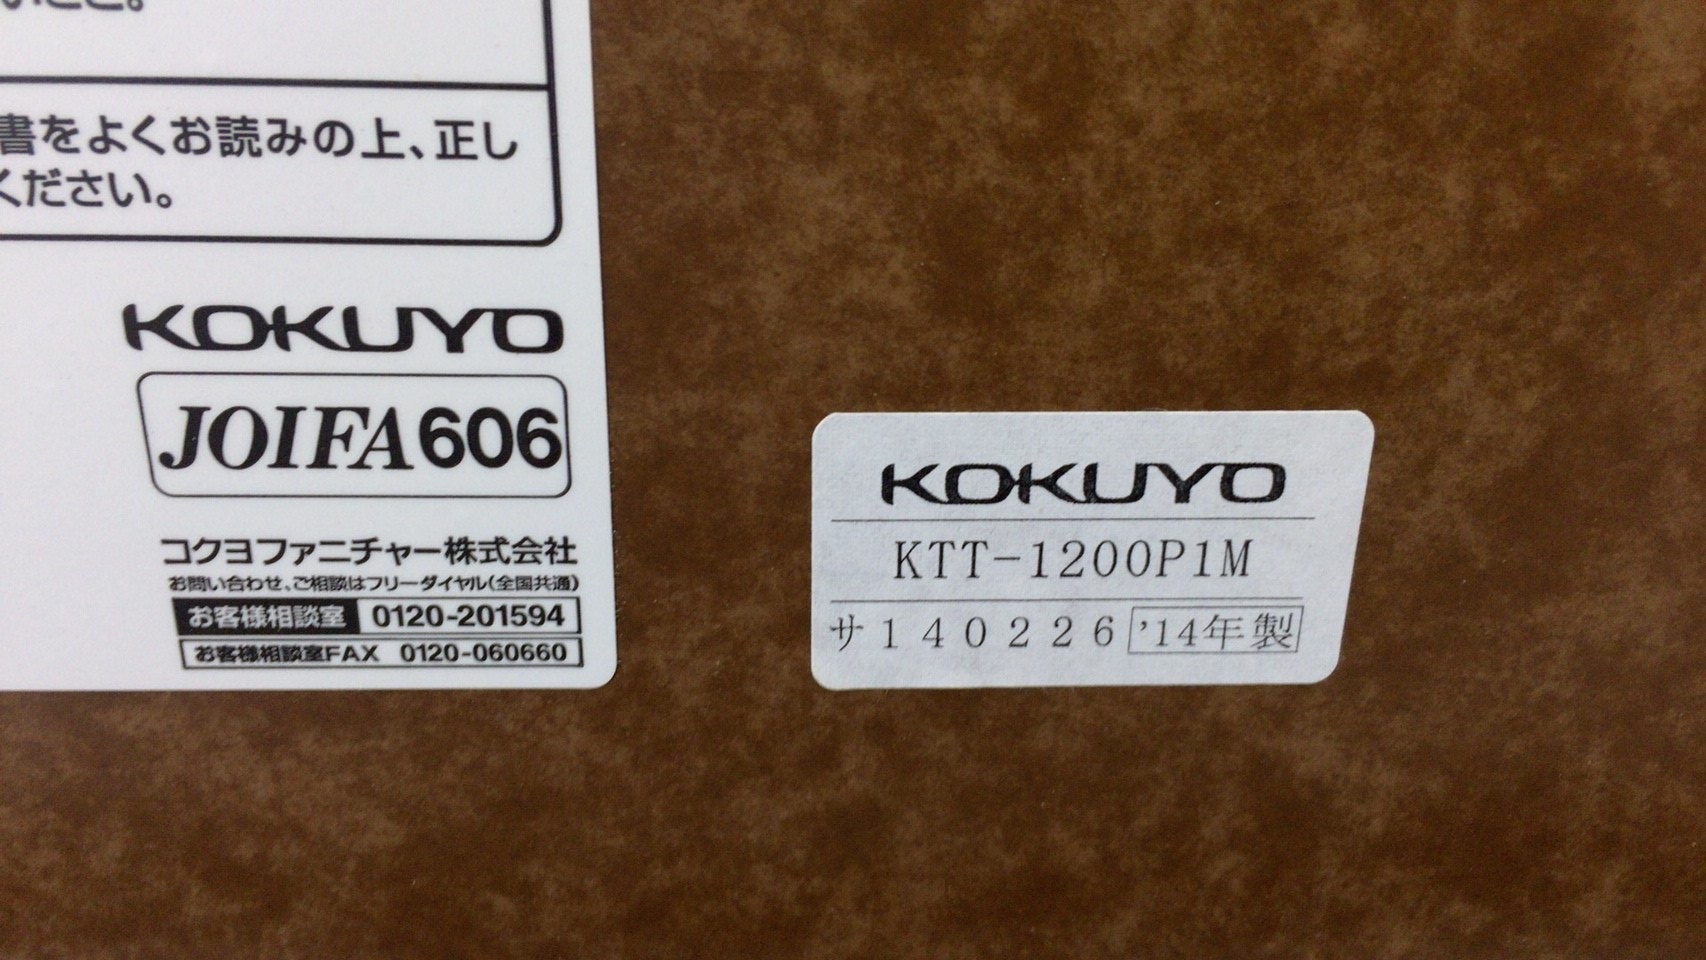 書をよくお読みの上、正し
ください。
KOKUYO
JOIFA606
コクヨファニチャー株式会社
お問い合わせ、ご相談はフリーダイヤル(全国共通)
お客様相談室 0120-201594
お客様相談室FAX 0120-060660
KOKUYO
KTT-1200P1M
サ140226 '14年製